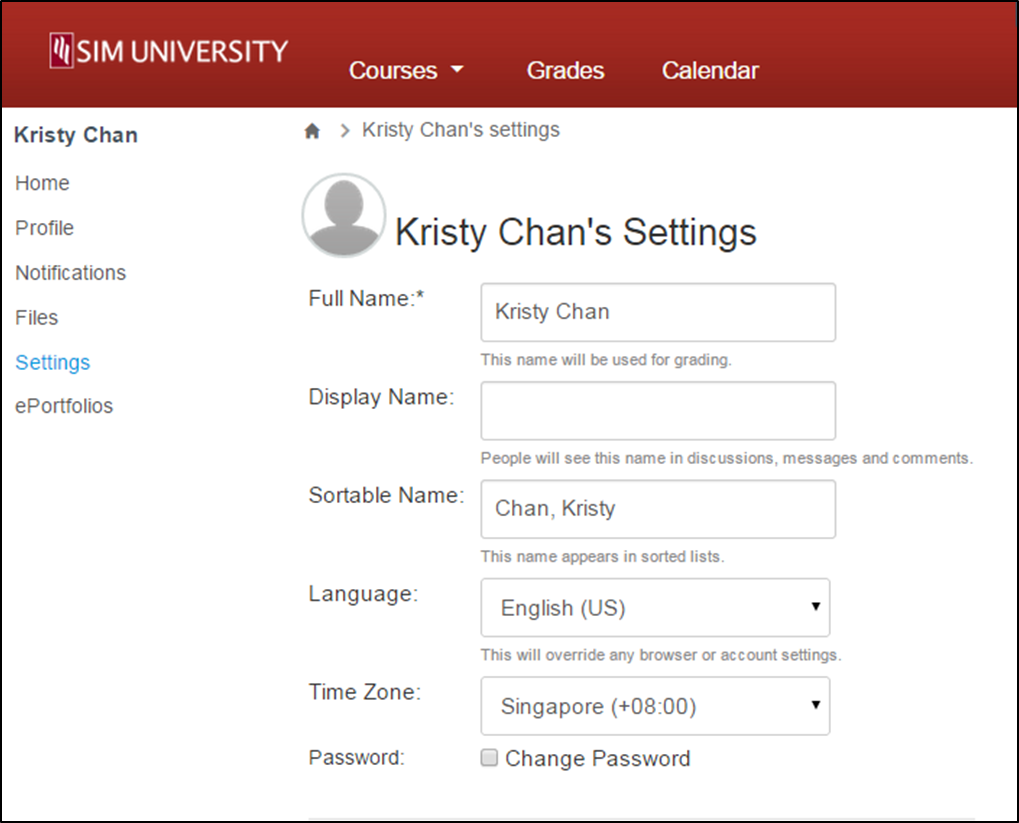 SIM UNIVERSITY
Courses Grades Calendar
Kristy Chan
Home
Profile
Notifications
Files
Settings
ePortfolios
Kristy Chan's settings
Kristy Chan's Settings
Full Name:* Kristy Chan
This name will be used for grading.
Display Name:
People will see this name in discussions, messages and comments.
Sortable Name: Chan, Kristy
This name appears in sorted lists.
Language: English (US)
This will override any browser or account settings.
Time Zone: Singapore (+08:00)
Password: Change Password